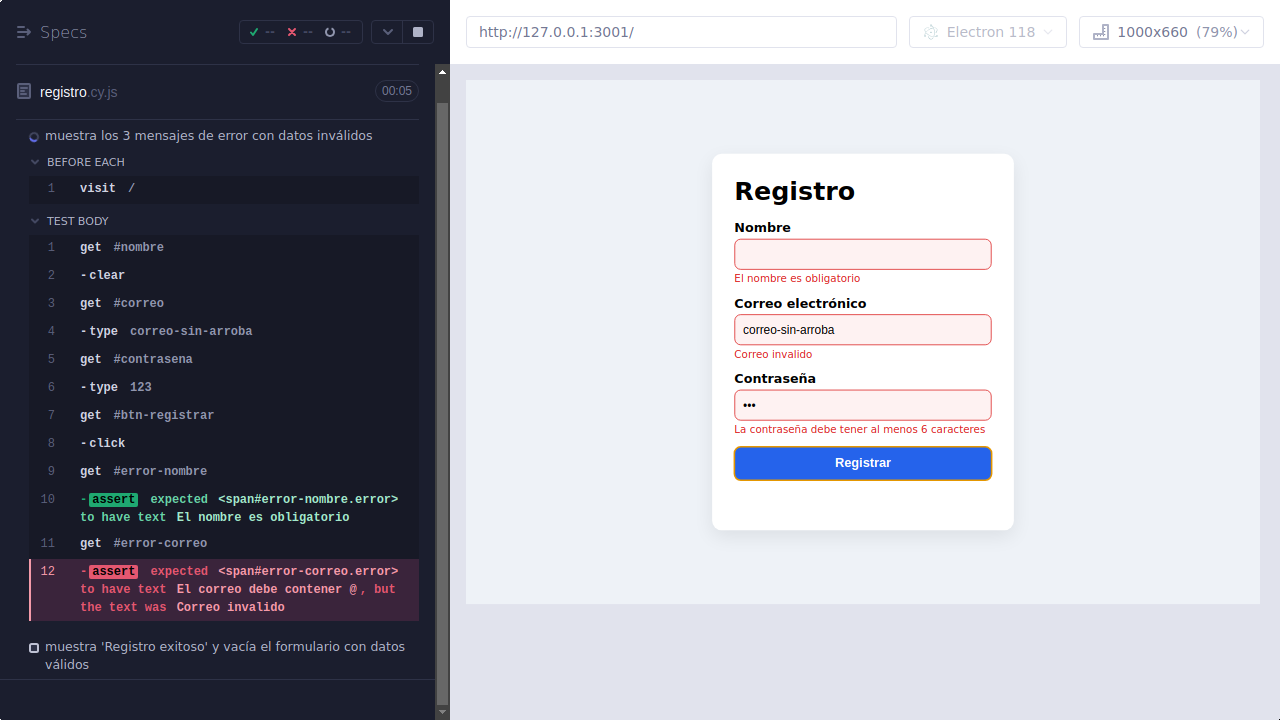 Specs
--
--
--
http://127.0.0.1:3001/
Electron 118
1000x660 (79%)
registro.cy.js
00:05
muestra los 3 mensajes de error con datos inválidos
BEFORE EACH
1 visit /
TEST BODY
1 get #nombre
2 -clear
3 get #correo
4 -type correo-sin-arroba
5 get #contrasena
6 -type 123
7 get #btn-registrar
8 -click
9 get #error-nombre
10 -assert expected <span#error-nombre.error>
to have text El nombre es obligatorio
11 get #error-correo
12 -assert expected <span#error-correo.error>
to have text El correo debe contener @, but
the text was Correo invalido
muestra 'Registro exitoso' y vacía el formulario con datos
válidos
Registro
Nombre
El nombre es obligatorio
Correo electrónico
correo-sin-arroba
Correo invalido
Contraseña
•••
La contraseña debe tener al menos 6 caracteres
Registrar